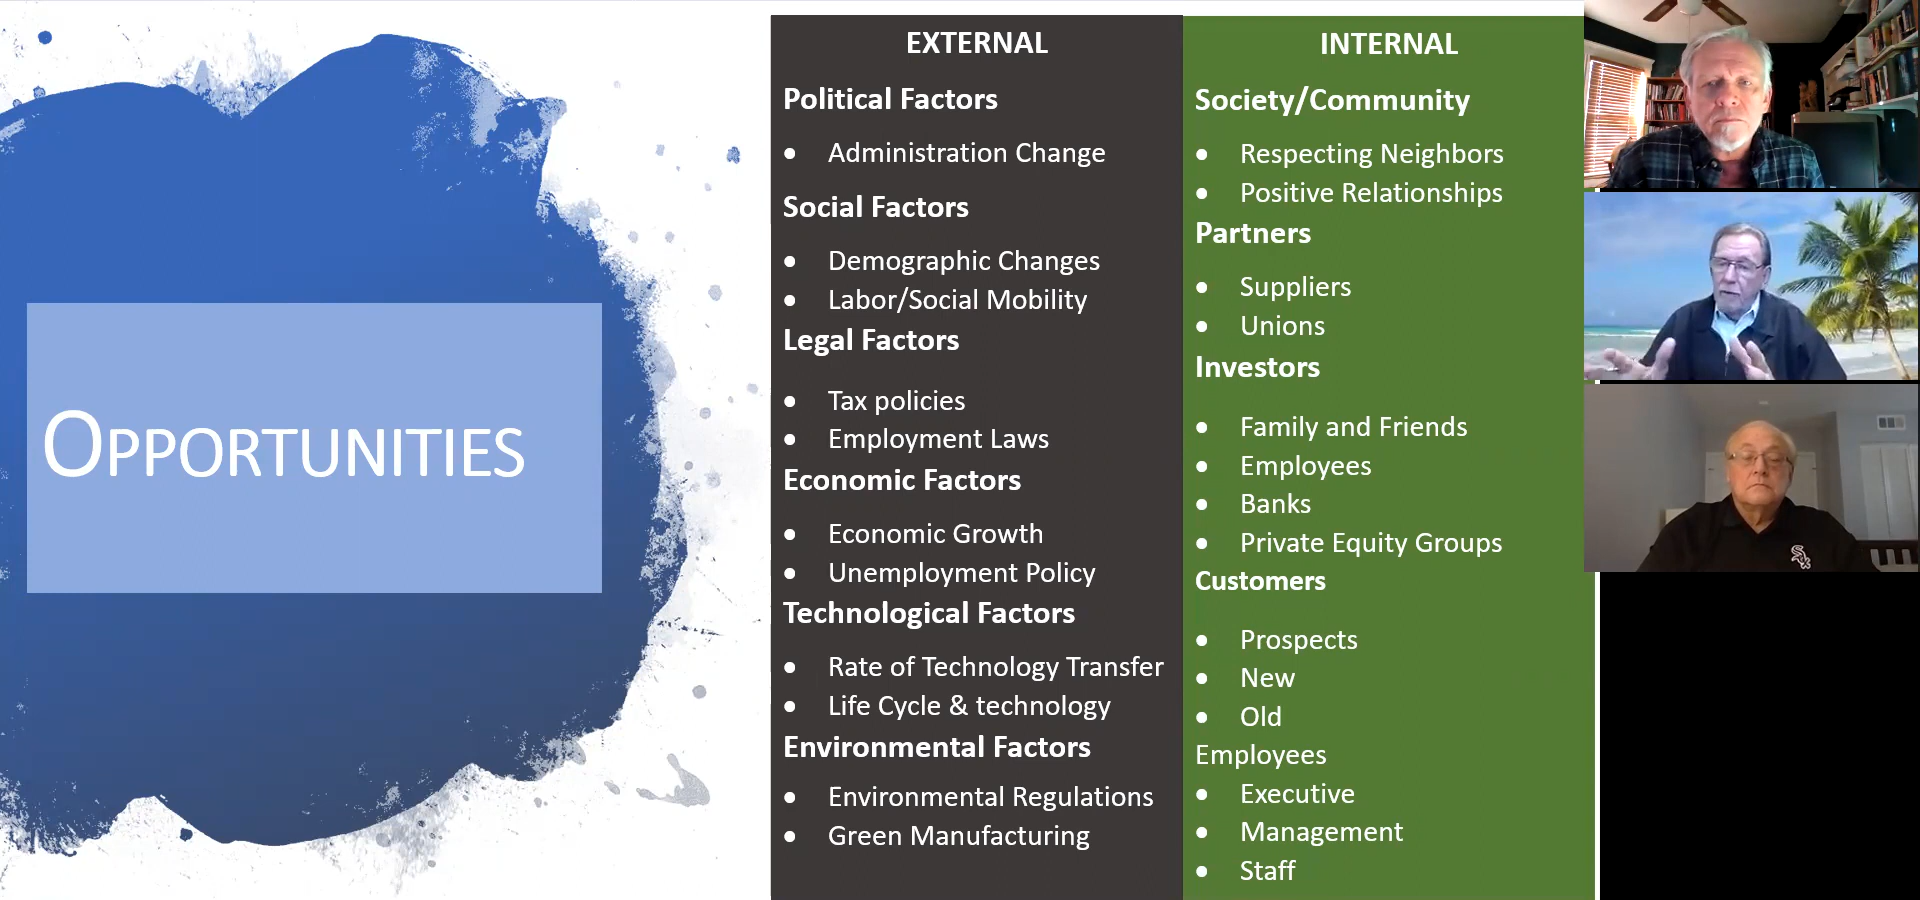 OPPORTUNITIES
EXTERNAL
Political Factors
• Administration Change
Social Factors
• Demographic Changes
• Labor/Social Mobility
Legal Factors
• Tax policies
• Employment Laws
Economic Factors
• Economic Growth
• Unemployment Policy
Technological Factors
• Rate of Technology Transfer
• Life Cycle & technology
Environmental Factors
• Environmental Regulations
• Green Manufacturing
INTERNAL
Society/Community
• Respecting Neighbors
• Positive Relationships
Partners
• Suppliers
• Unions
Investors
• Family and Friends
• Employees
• Banks
• Private Equity Groups
Customers
• Prospects
• New
• Old
Employees
• Executive
• Management
• Staff
Sox